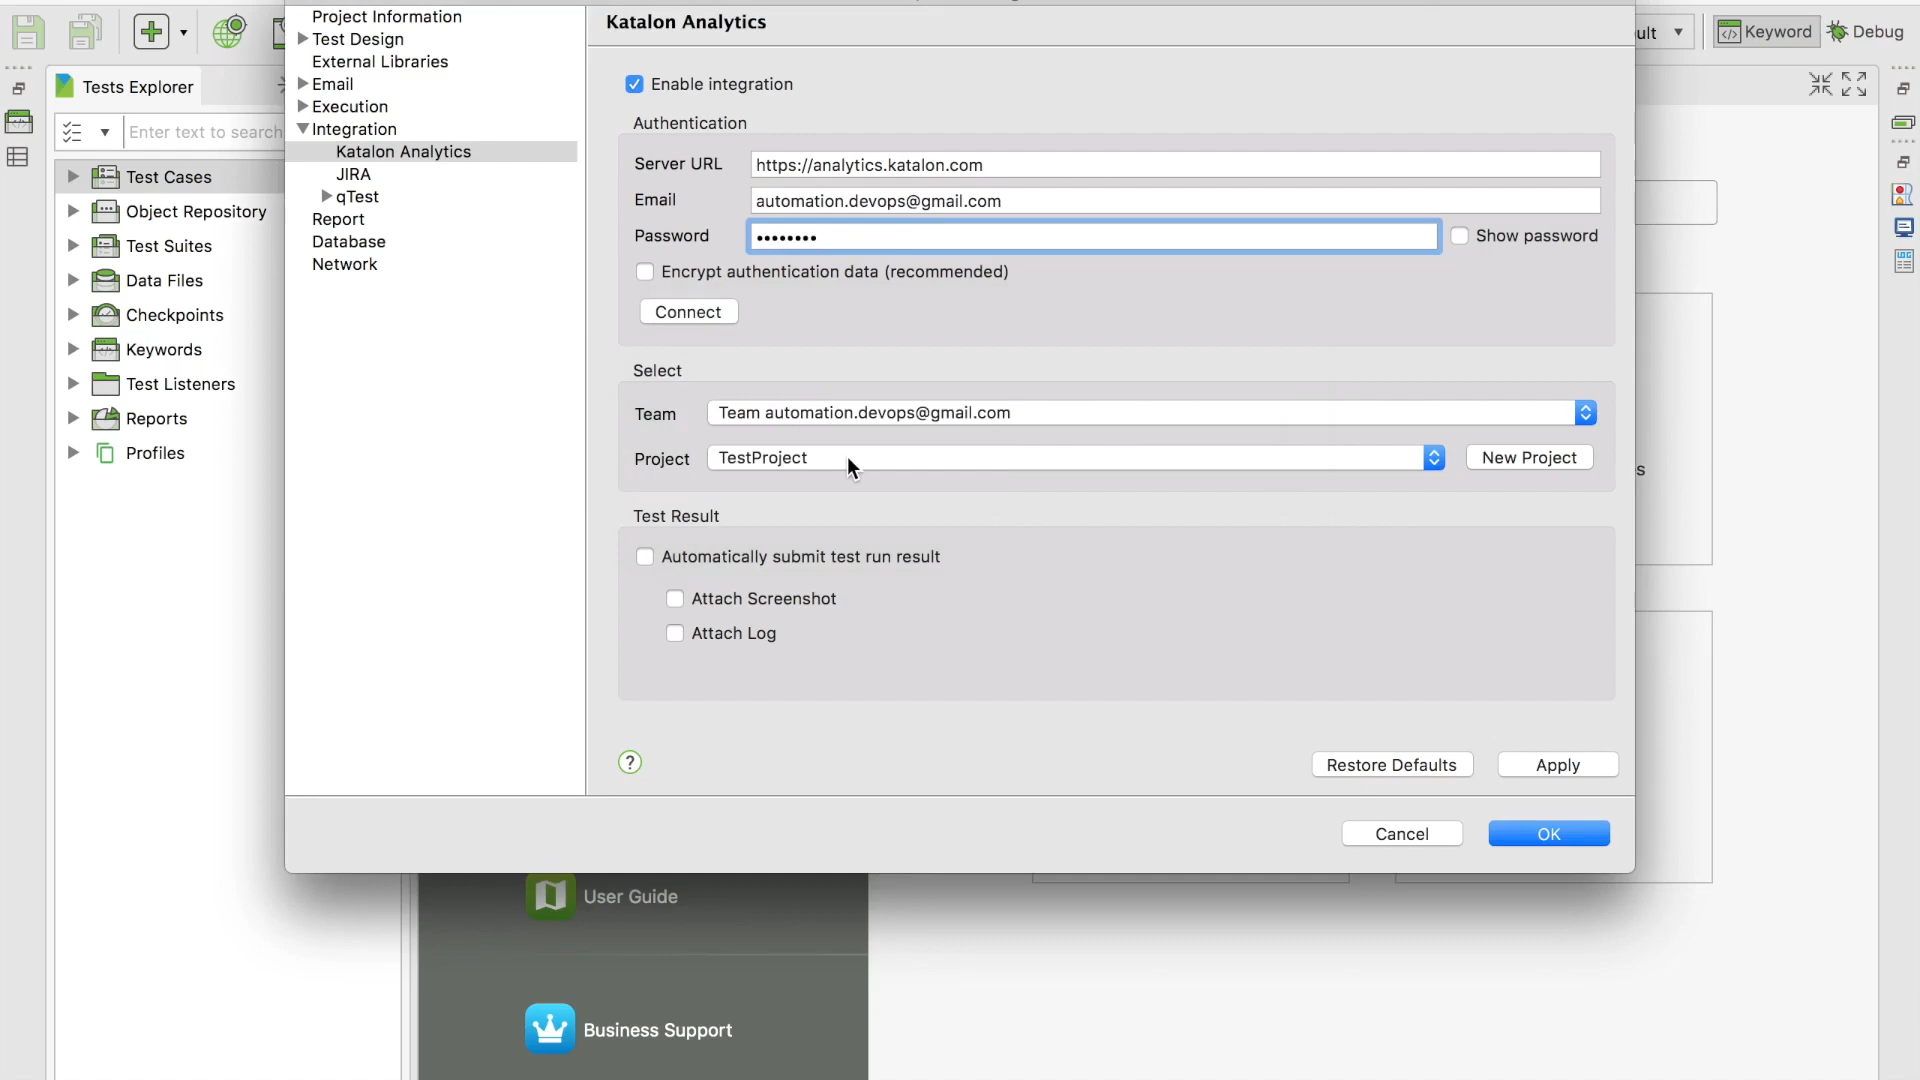 Keyword
Debug
Tests Explorer
Enter text to search
Test Cases
Object Repository
Test Suites
Data Files
Checkpoints
Keywords
Test Listeners
Reports
Profiles
Project Information
Test Design
External Libraries
Email
Execution
Integration
Katalon Analytics
JIRA
qTest
Report
Database
Network
Katalon Analytics
Enable integration
Authentication
Server URL https://analytics.katalon.com
Email automation.devops@gmail.com
Password •••••••• Show password
Encrypt authentication data (recommended)
Connect
Select
Team Team automation.devops@gmail.com
Project TestProject New Project
Test Result
Automatically submit test run result
Attach Screenshot
Attach Log
?
Restore Defaults Apply
Cancel OK
User Guide
Business Support